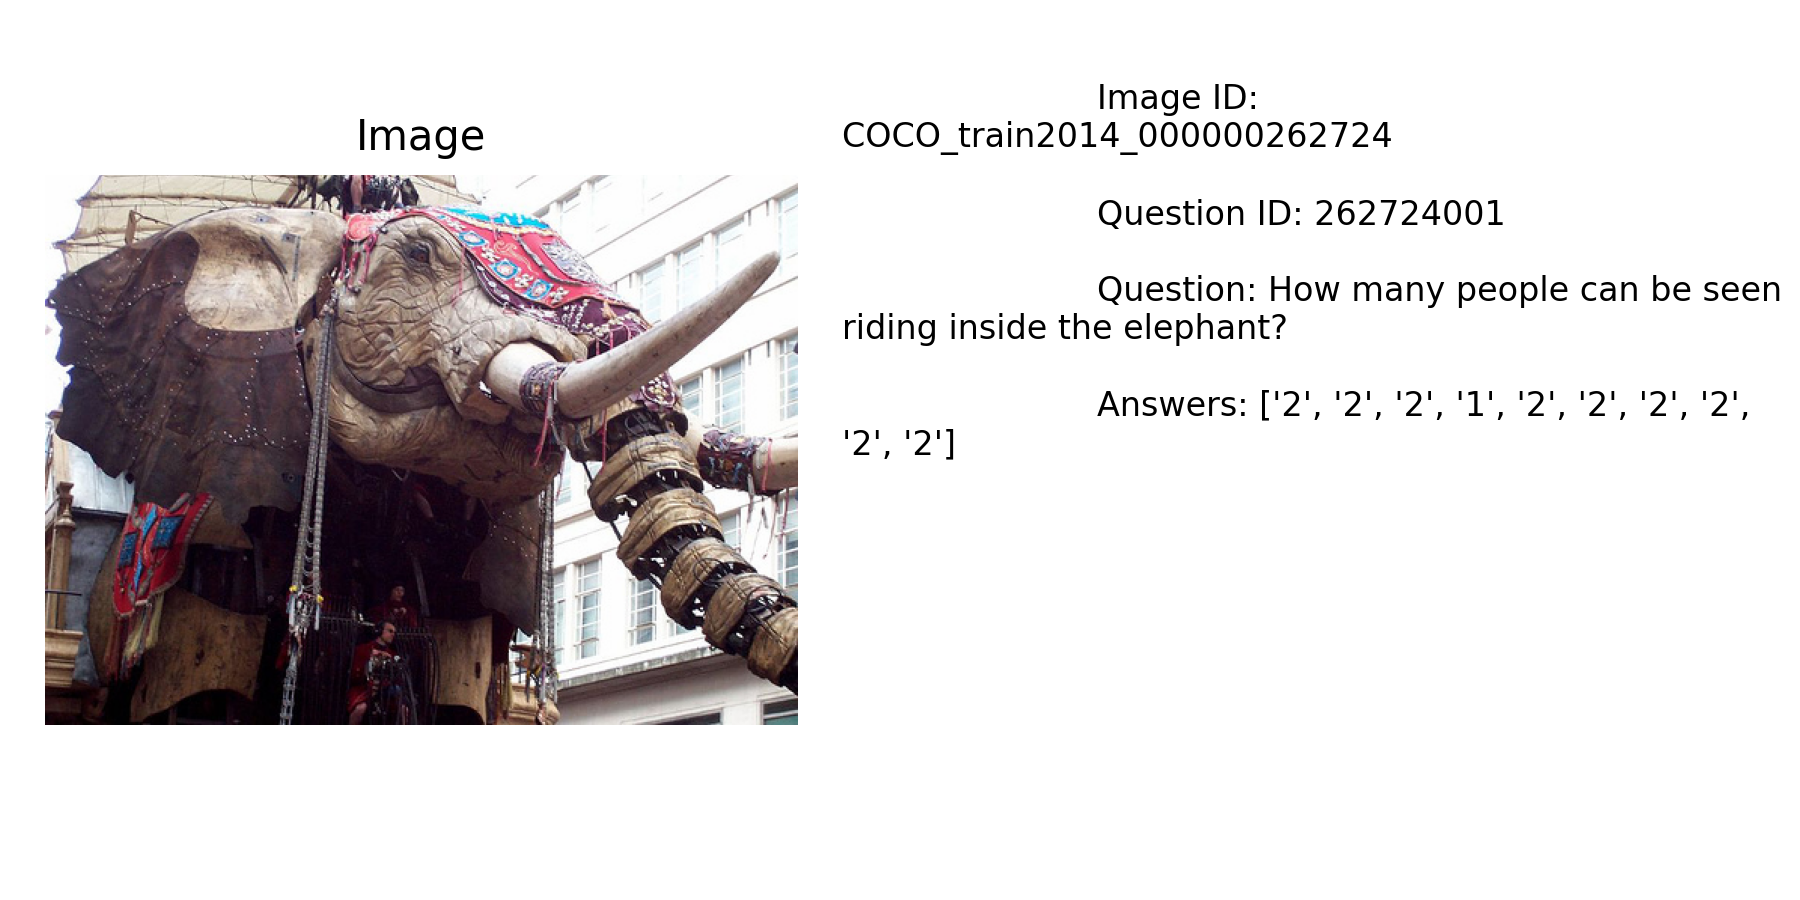 Image
Image ID:
COCO_train2014_000000262724
Question ID: 262724001
Question: How many people can be seen
riding inside the elephant?
Answers: ['2', '2', '2', '1', '2', '2', '2', '2',
'2', '2']